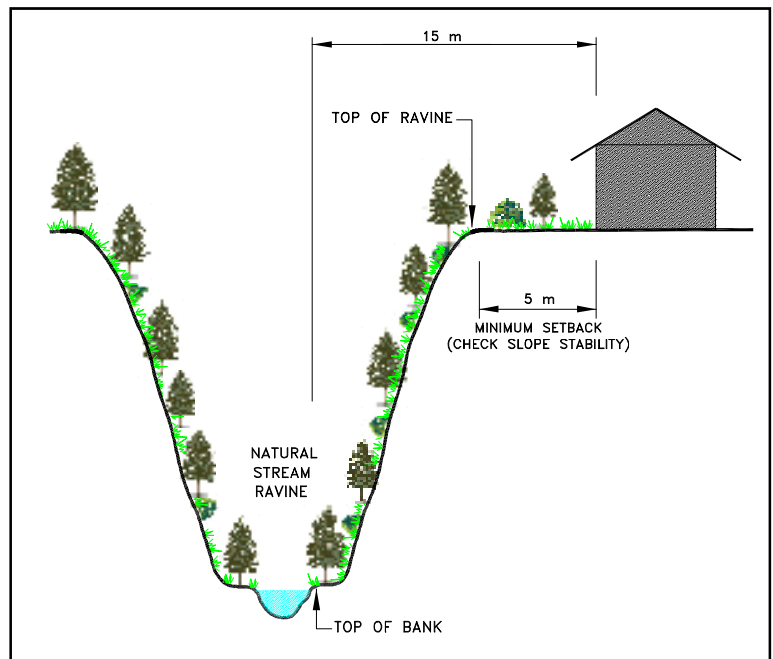 15 m
TOP OF RAVINE
5 m
MINIMUM SETBACK
(CHECK SLOPE STABILITY)
NATURAL
STREAM
RAVINE
TOP OF BANK